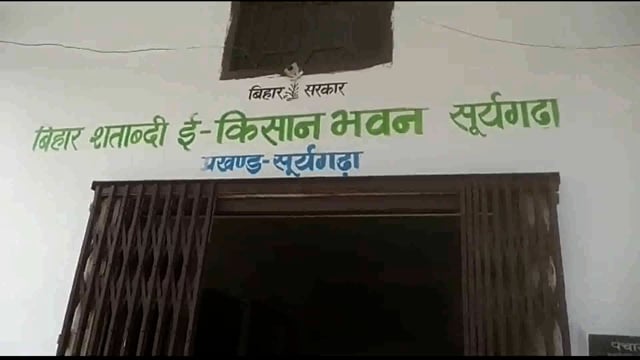 बिहार सरकार
बिहार शताब्दी ई-किसान भवन सूर्यगढा
प्रखण्ड-सूर्यगढ़ा